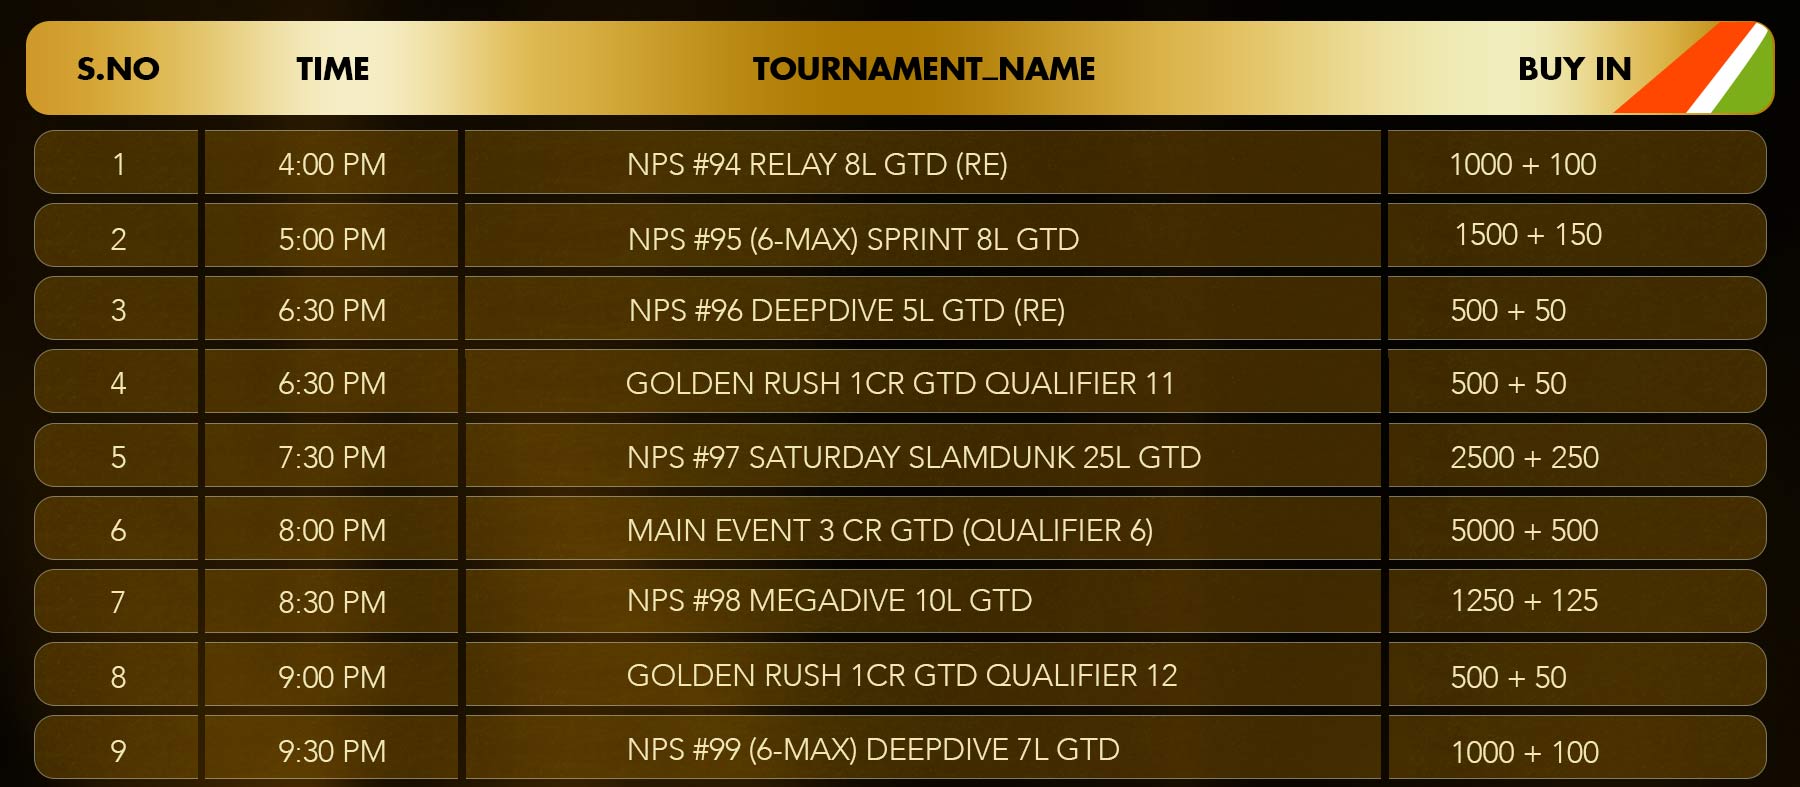 S.NO TIME TOURNAMENT_NAME BUY IN
1 4:00 PM NPS #94 RELAY 8L GTD (RE) 1000 + 100
2 5:00 PM NPS #95 (6-MAX) SPRINT 8L GTD 1500 + 150
3 6:30 PM NPS #96 DEEPDIVE 5L GTD (RE) 500 + 50
4 6:30 PM GOLDEN RUSH 1CR GTD QUALIFIER 11 500 + 50
5 7:30 PM NPS #97 SATURDAY SLAMDUNK 25L GTD 2500 + 250
6 8:00 PM MAIN EVENT 3 CR GTD (QUALIFIER 6) 5000 + 500
7 8:30 PM NPS #98 MEGADIVE 10L GTD 1250 + 125
8 9:00 PM GOLDEN RUSH 1CR GTD QUALIFIER 12 500 + 50
9 9:30 PM NPS #99 (6-MAX) DEEPDIVE 7L GTD 1000 + 100